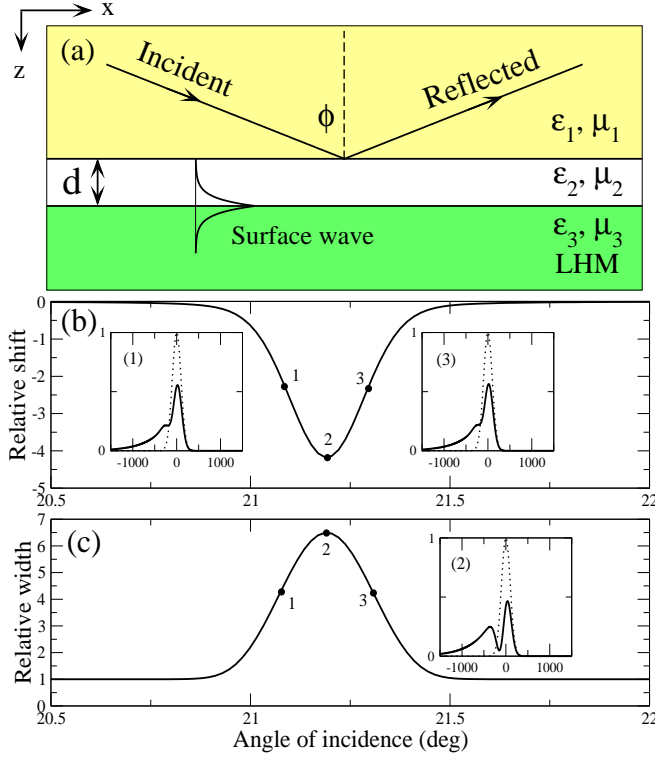 x
z
(a)
Incident
Reflected
ϕ
ε1, μ1
d
ε2, μ2
ε3, μ3
Surface wave
LHM
(b)
Relative shift
0
-1
-2
-3
-4
-5
1
2
3
(1)
1
0
-1000 0 1000
(3)
1
0
-1000 0 1000
20.5 21 21.5 22
(c)
Relative width
7
6
5
4
3
2
1
0
1
2
3
(2)
1
0
-1000 0 1000
20.5 21 21.5 22
Angle of incidence (deg)